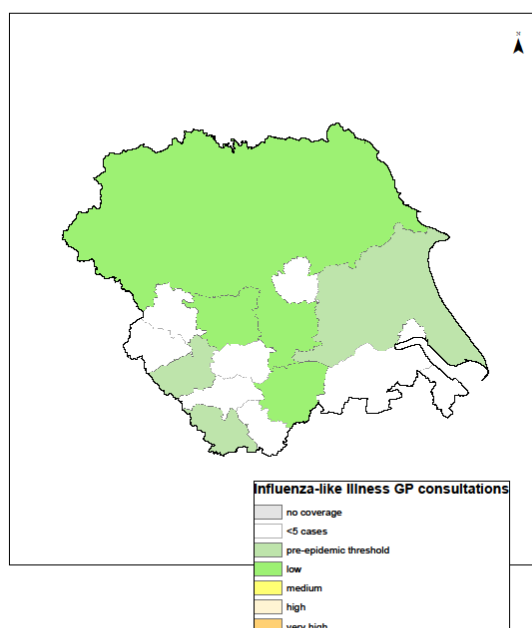 N
Influenza-like Illness GP consultations
no coverage
<5 cases
pre-epidemic threshold
low
medium
high
very high